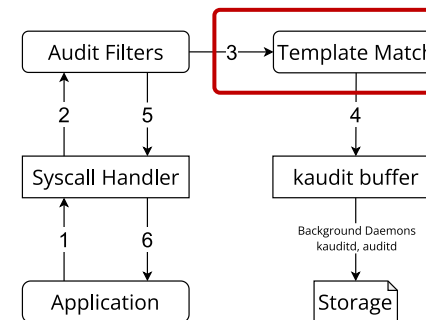 Audit Filters
3
Template Match
2
5
4
Syscall Handler
kaudit buffer
1
6
Background Daemons
kauditd, auditd
Application
Storage